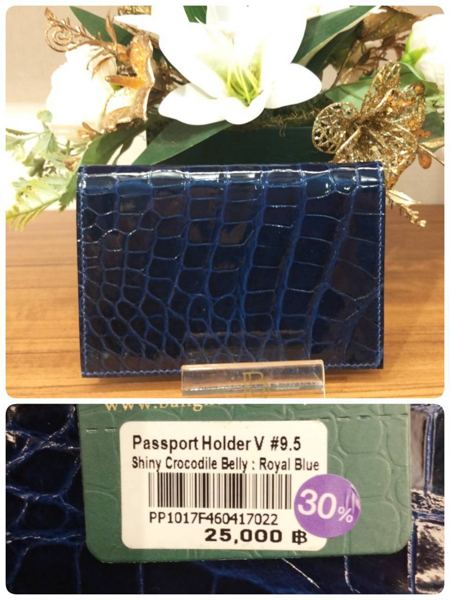 Passport Holder V #9.5
Shiny Crocodile Belly : Royal Blue
PP1017F460417022
25,000 ฿
30%